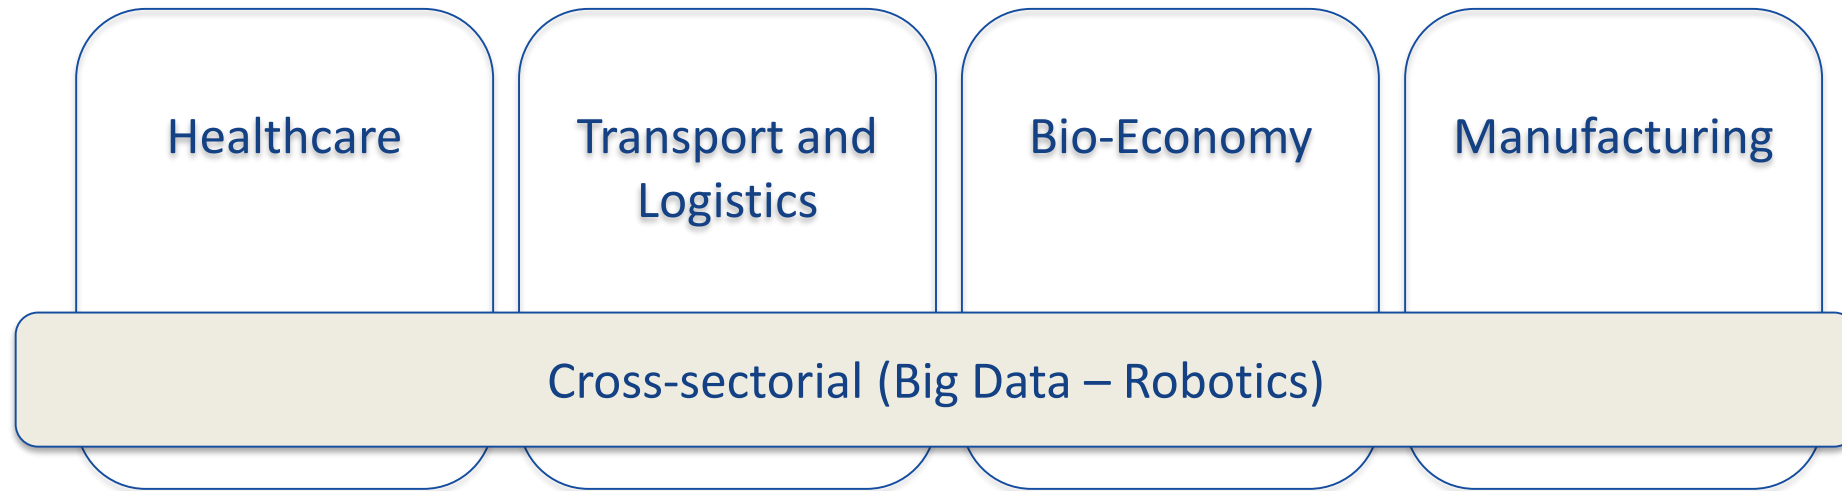 Healthcare
Transport and
Logistics
Bio-Economy
Manufacturing
Cross-sectorial (Big Data – Robotics)